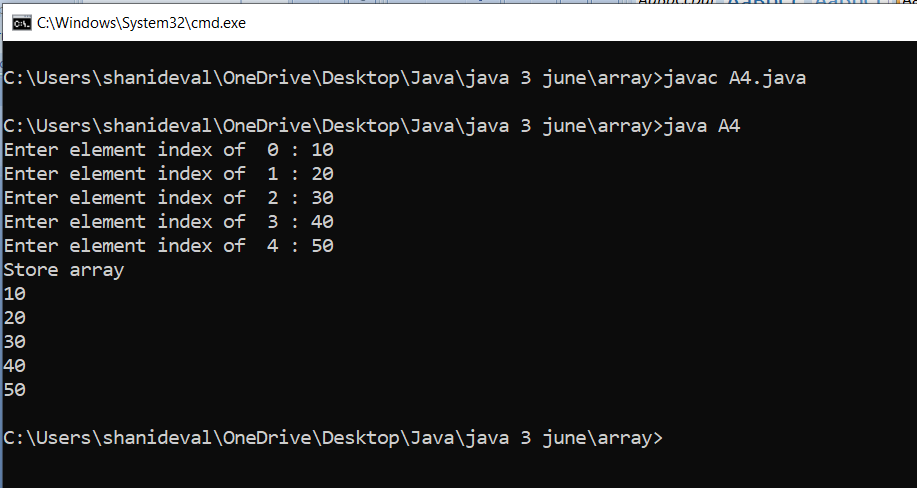 C:\Windows\System32\cmd.exe
C:\Users\shanideval\OneDrive\Desktop\Java\java 3 june\array>javac A4.java
C:\Users\shanideval\OneDrive\Desktop\Java\java 3 june\array>java A4
Enter element index of  0 : 10
Enter element index of  1 : 20
Enter element index of  2 : 30
Enter element index of  3 : 40
Enter element index of  4 : 50
Store array
10
20
30
40
50
C:\Users\shanideval\OneDrive\Desktop\Java\java 3 june\array>